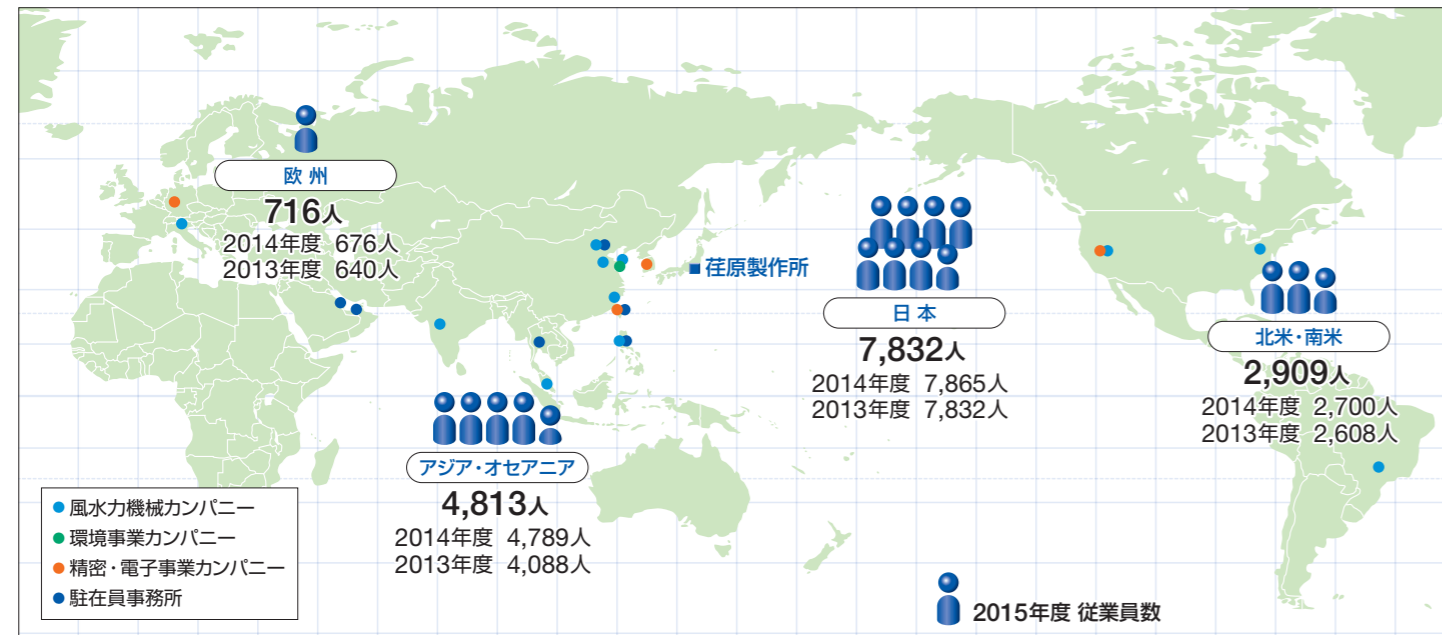 欧 州
716人
2014年度 676人
2013年度 640人
荏原製作所
日 本
7,832人
2014年度 7,865人
2013年度 7,832人
北米・南米
2,909人
2014年度 2,700人
2013年度 2,608人
アジア・オセアニア
4,813人
2014年度 4,789人
2013年度 4,088人
風水力機械カンパニー
環境事業カンパニー
精密・電子事業カンパニー
駐在員事務所
2015年度 従業員数